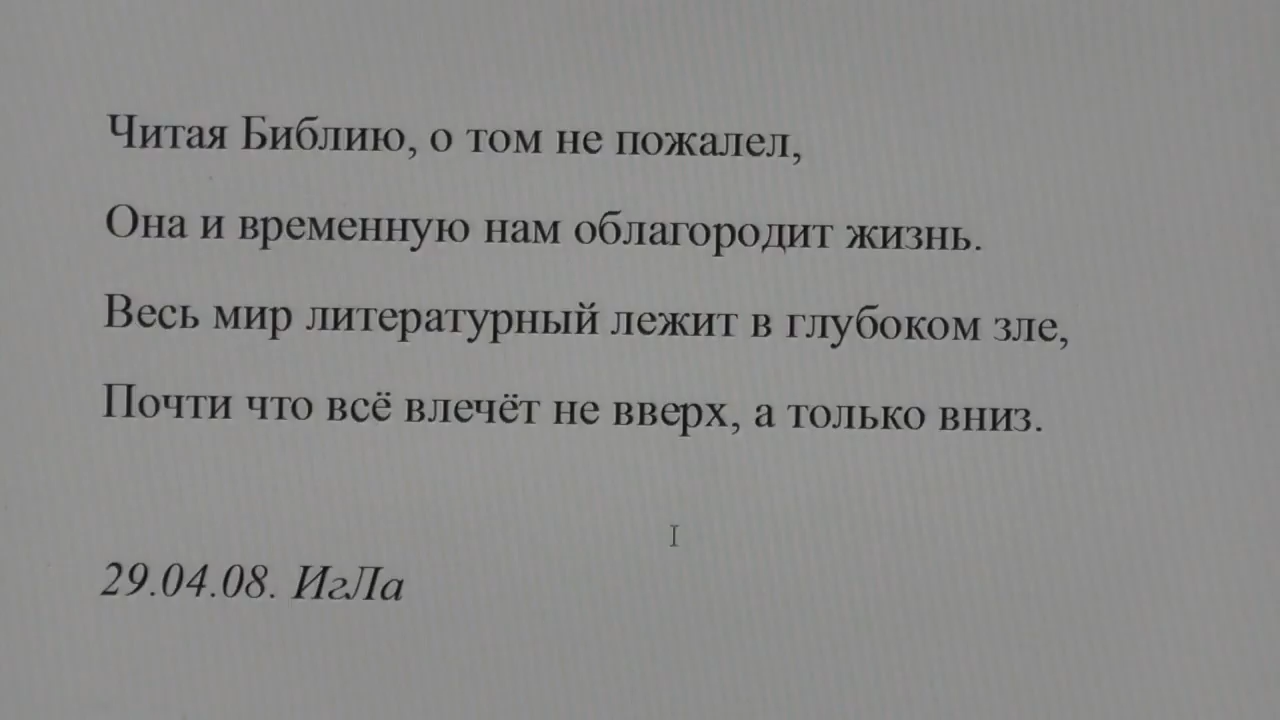 Читая Библию, о том не пожалел,
Она и временную нам облагородит жизнь.
Весь мир литературный лежит в глубоком зле,
Почти что всё влечёт не вверх, а только вниз.
29.04.08. ИгЛа